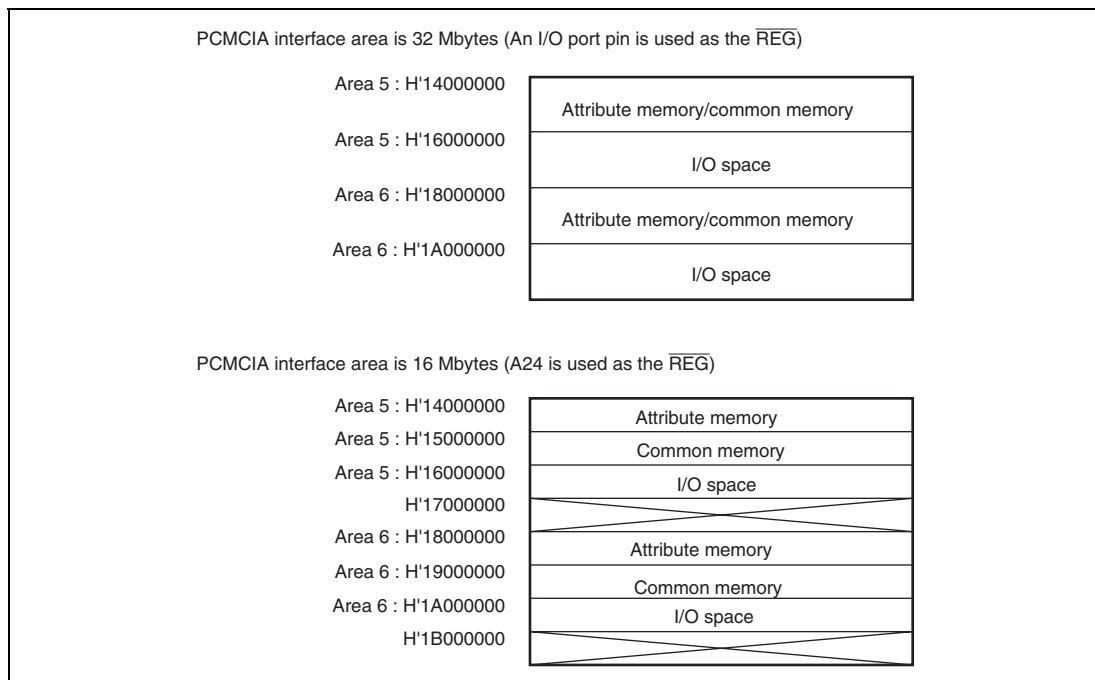 PCMCIA interface area is 32 Mbytes (An I/O port pin is used as the R̅E̅G̅)
Area 5 : H'14000000
Attribute memory/common memory
Area 5 : H'16000000
I/O space
Area 6 : H'18000000
Attribute memory/common memory
Area 6 : H'1A000000
I/O space
PCMCIA interface area is 16 Mbytes (A24 is used as the R̅E̅G̅)
Area 5 : H'14000000
Attribute memory
Area 5 : H'15000000
Common memory
Area 5 : H'16000000
I/O space
H'17000000
Area 6 : H'18000000
Attribute memory
Area 6 : H'19000000
Common memory
Area 6 : H'1A000000
I/O space
H'1B000000